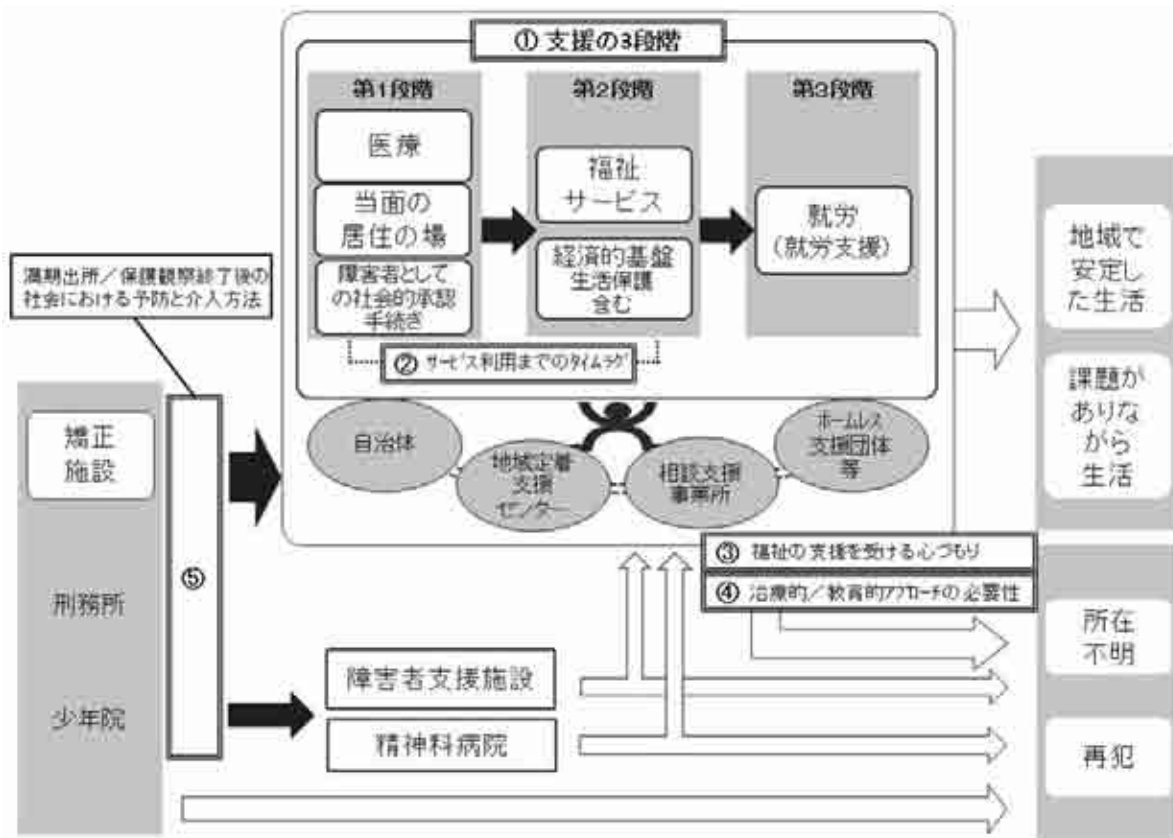 ① 支援の3段階
第1段階
医療
当面の
居住の場
障害者として
の社会的承認
手続き
第2段階
福祉
サービス
経済的基盤
生活保護
含む
第3段階
就労
(就労支援)
② サービス利用までのタイムラグ
満期出所/保護観察終了後の
社会における予防と介入方法
矯正
施設
刑務所
少年院
⑤
自治体
地域定着
支援
センター
相談支援
事業所
ホームレス
支援団体
等
③ 福祉の支援を受ける心づもり
④ 治療的/教育的アプローチの必要性
障害者支援施設
精神科病院
地域で
安定し
た生活
課題が
ありな
がら
生活
所在
不明
再犯